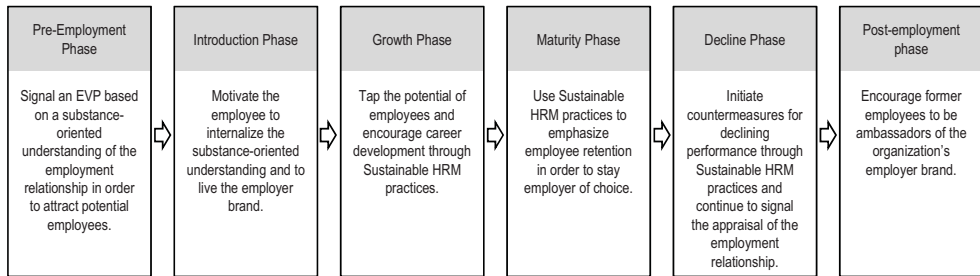 Pre-Employment
Phase
Signal an EVP based
on a substance-
oriented
understanding of the
employment
relationship in order
to attract potential
employees.
Introduction Phase
Motivate the
employee to
internalize the
substance-oriented
understanding and to
live the employer
brand.
Growth Phase
Tap the potential of
employees and
encourage career
development through
Sustainable HRM
practices.
Maturity Phase
Use Sustainable
HRM practices to
emphasize
employee retention
in order to stay
employer of choice.
Decline Phase
Initiate
countermeasures for
declining
performance through
Sustainable HRM
practices and
continue to signal
the appraisal of the
employment
relationship.
Post-employment
phase
Encourage former
employees to be
ambassadors of the
organization's
employer brand.